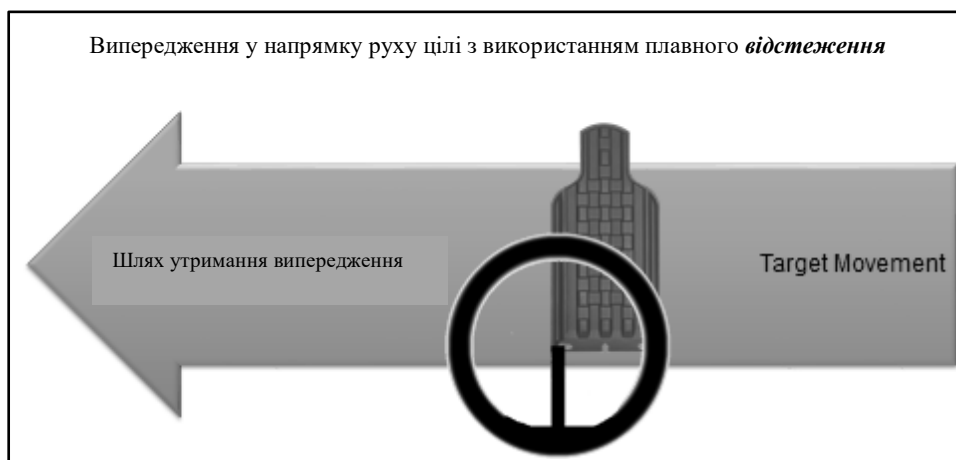 Випередження у напрямку руху цілі з використанням плавного відстеження
Шлях утримання випередження
Target Movement